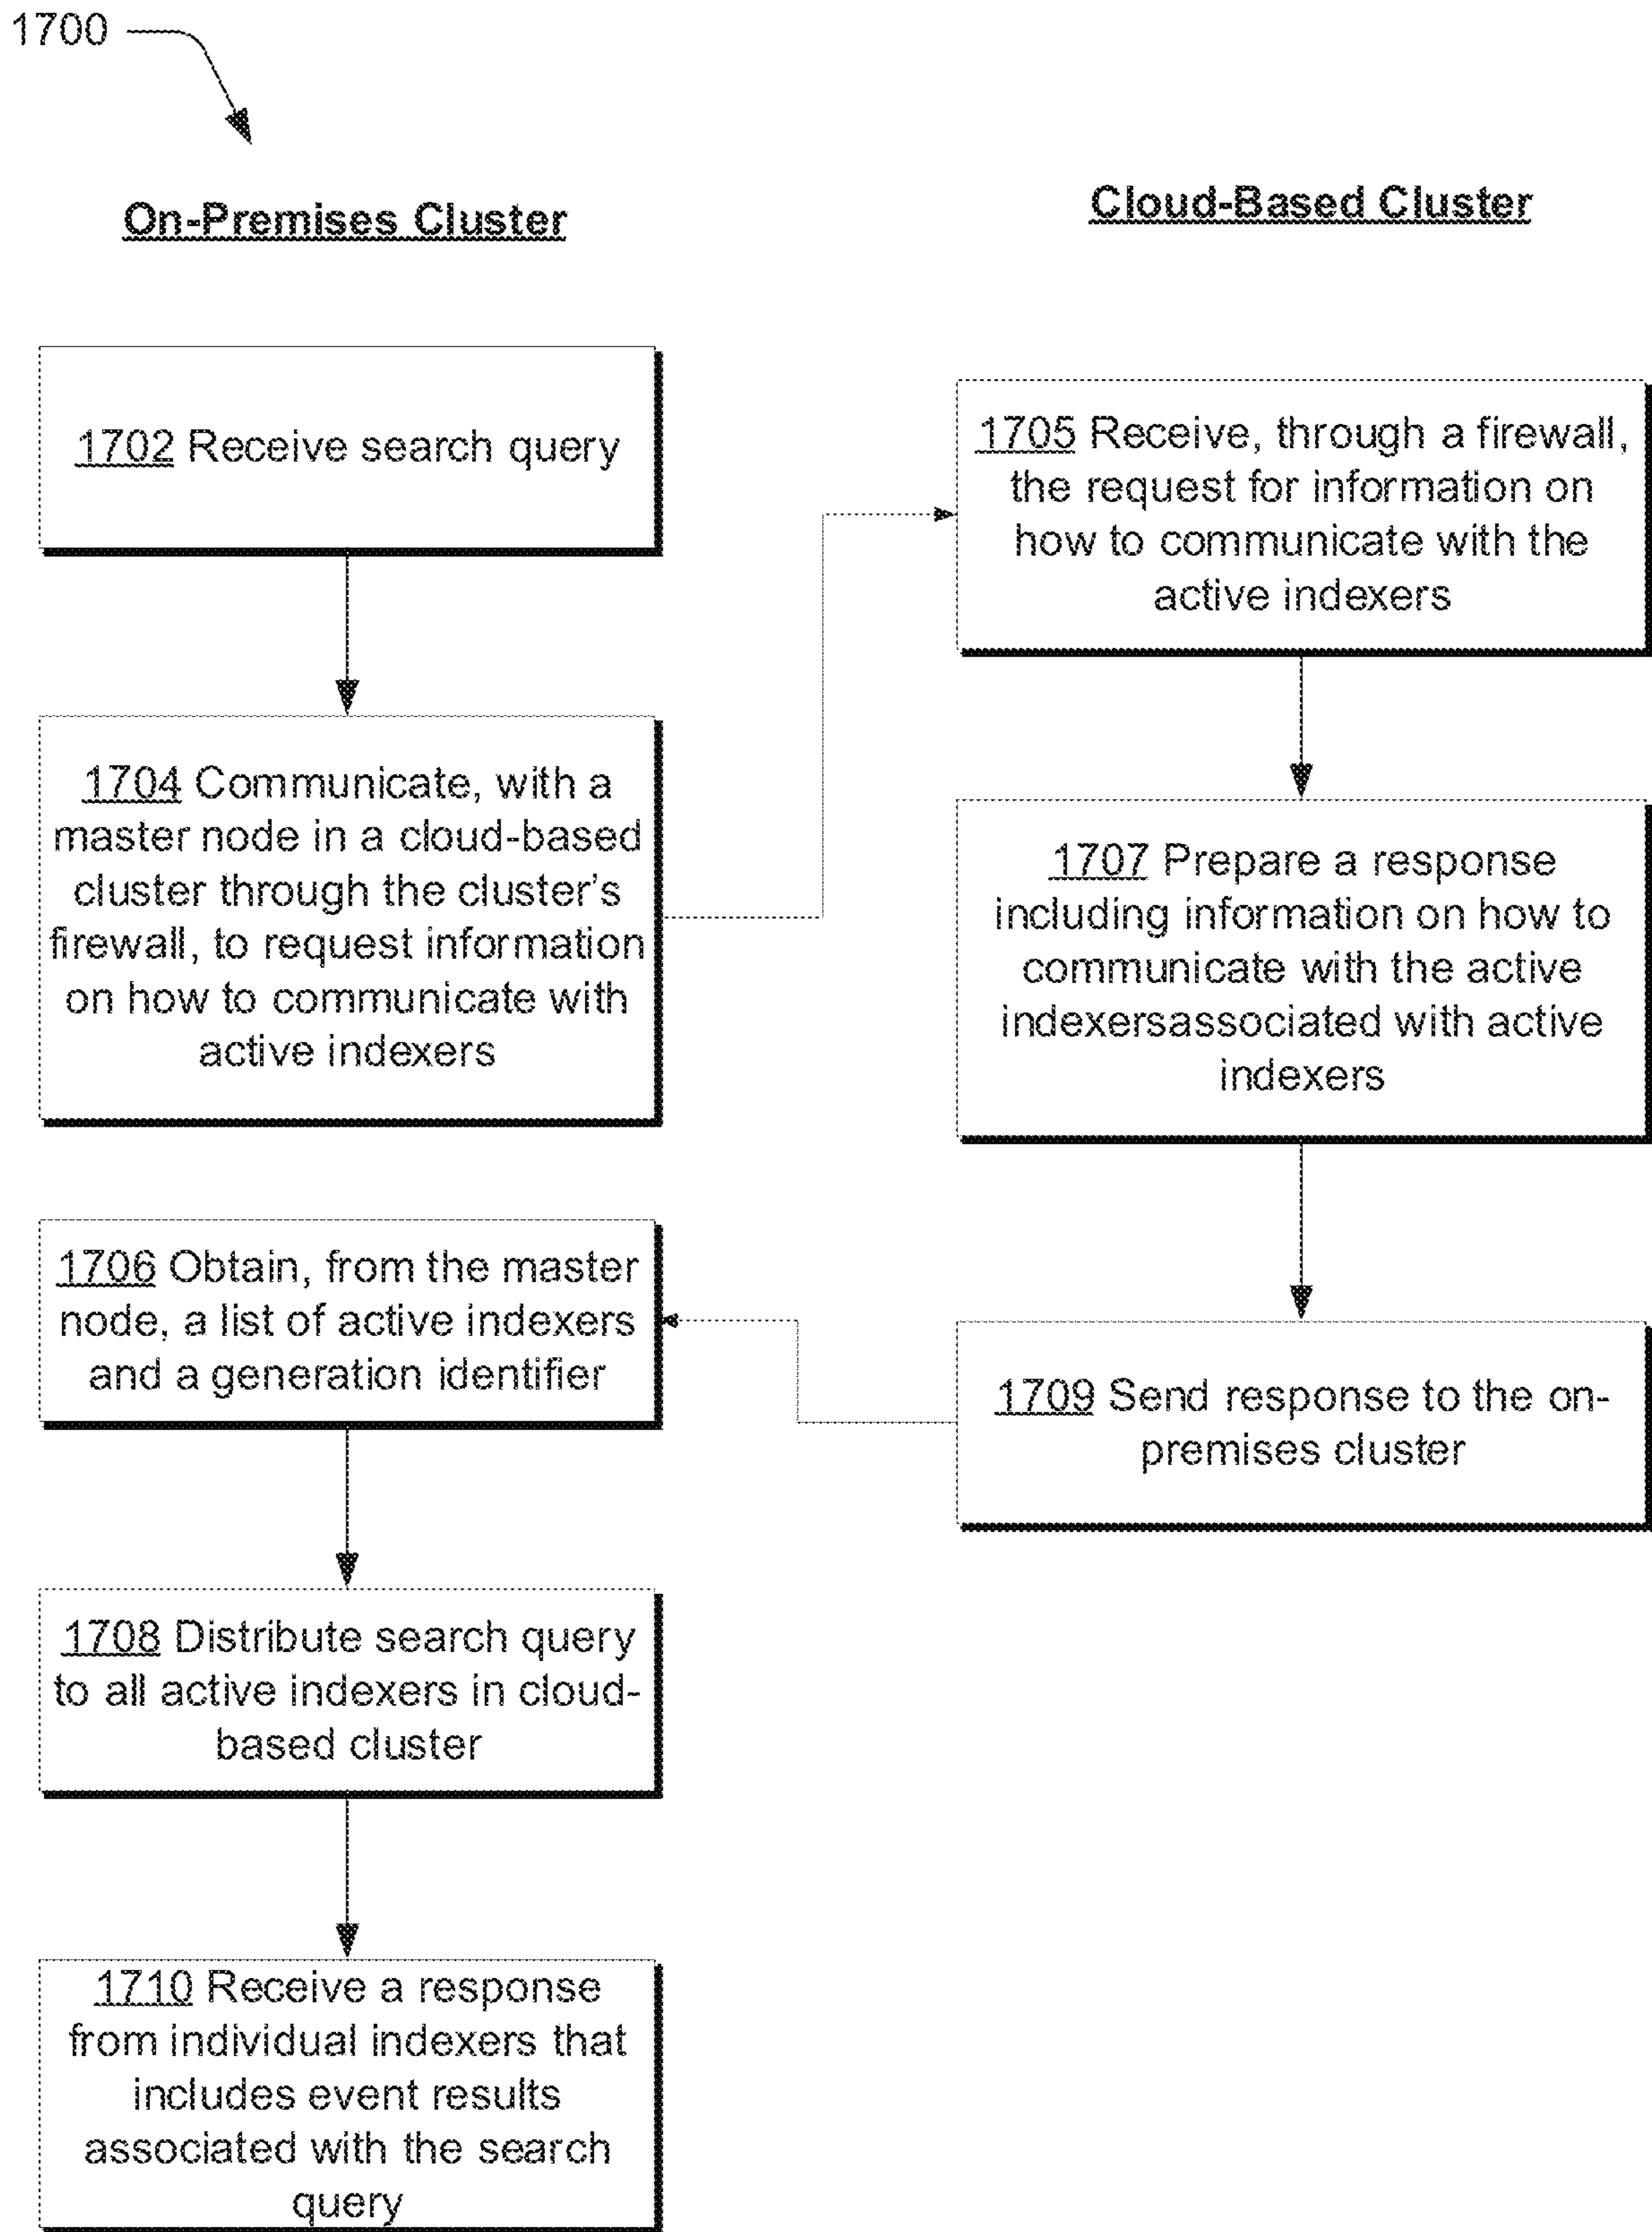 1700
On-Premises Cluster
1702 Receive search query
1704 Communicate, with a
master node in a cloud-based
cluster through the cluster's
firewall, to request information
on how to communicate with
active indexers
1706 Obtain, from the master
node, a list of active indexers
and a generation identifier
1708 Distribute search query
to all active indexers in cloud-
based cluster
1710 Receive a response
from individual indexers that
includes event results
associated with the search
query
Cloud-Based Cluster
1705 Receive, through a firewall,
the request for information on
how to communicate with the
active indexers
1707 Prepare a response
including information on how to
communicate with the active
indexersassociated with active
indexers
1709 Send response to the on-
premises cluster